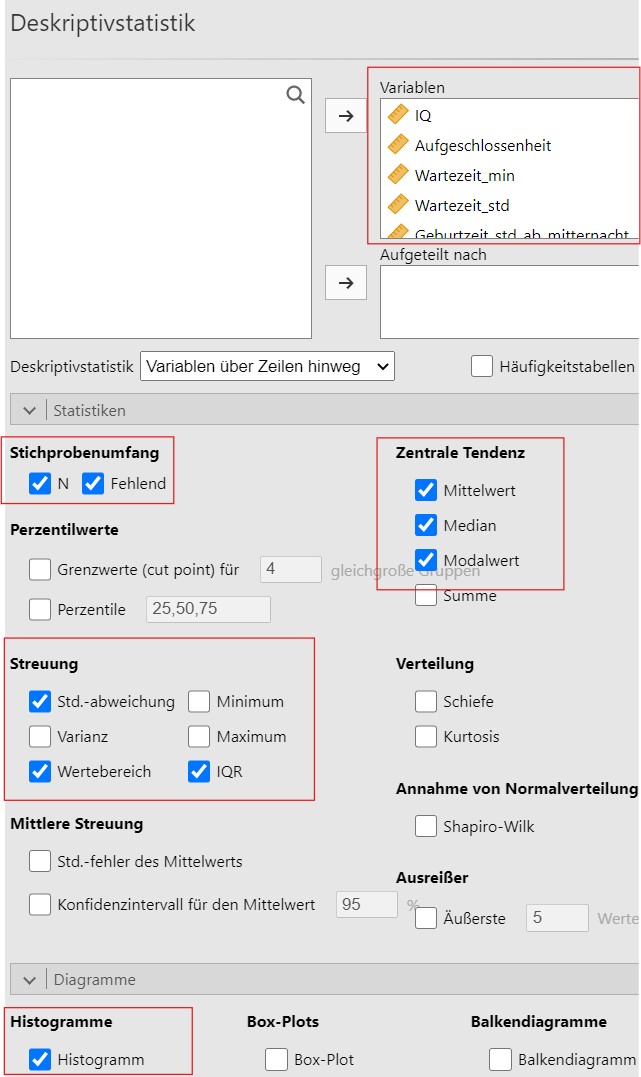 Deskriptivstatistik
Variablen
IQ
Aufgeschlossenheit
Wartezeit_min
Wartezeit_std
Geburtzeit_std_ab_mitternacht
Aufgeteilt nach
Deskriptivstatistik Variablen über Zeilen hinweg Häufigkeitstabellen
Statistiken
Stichprobenumfang Zentrale Tendenz
N Fehlend Mittelwert
Perzentilwerte Median
Grenzwerte (cut point) für 4 gleichgroße Gruppen Modalwert
Perzentile 25,50,75 Summe
Streuung Verteilung
Std.-abweichung Minimum Schiefe
Varianz Maximum Kurtosis
Wertebereich IQR
Annahme von Normalverteilung
Mittlere Streuung Shapiro-Wilk
Std.-fehler des Mittelwerts
Ausreißer
Konfidenzintervall für den Mittelwert 95 % Äußerste 5 Werte
Diagramme
Histogramme Box-Plots Balkendiagramme
Histogramm Box-Plot Balkendiagramm